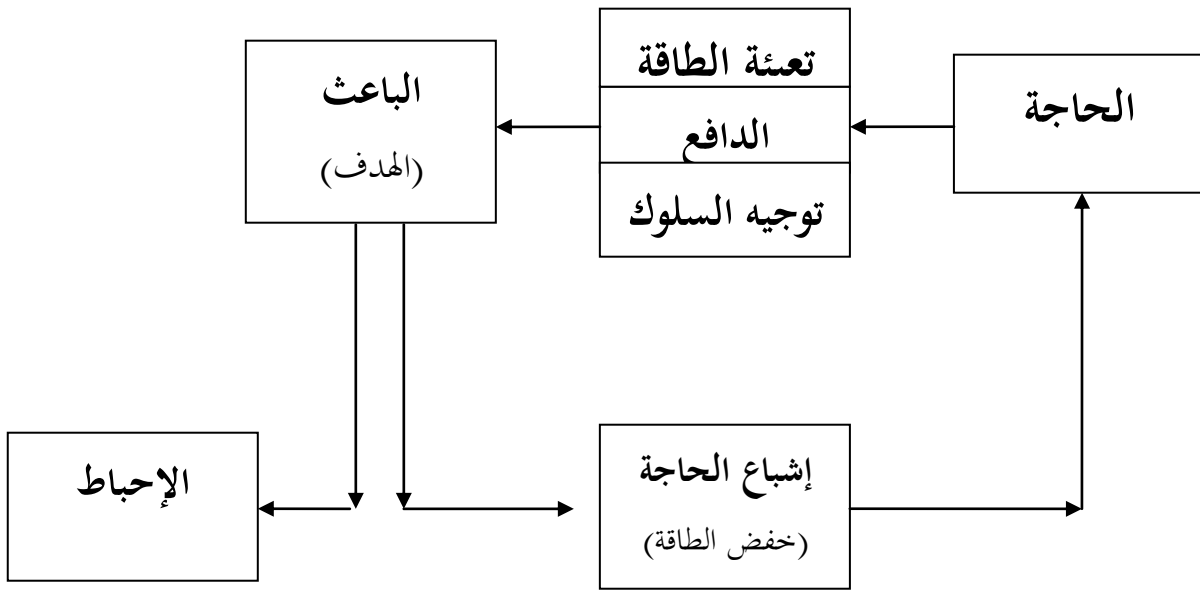 الحاجة
تعبئة الطاقة
الدافع
توجيه السلوك
الباعث
(الهدف)
إشباع الحاجة
(خفض الطاقة)
الإحباط